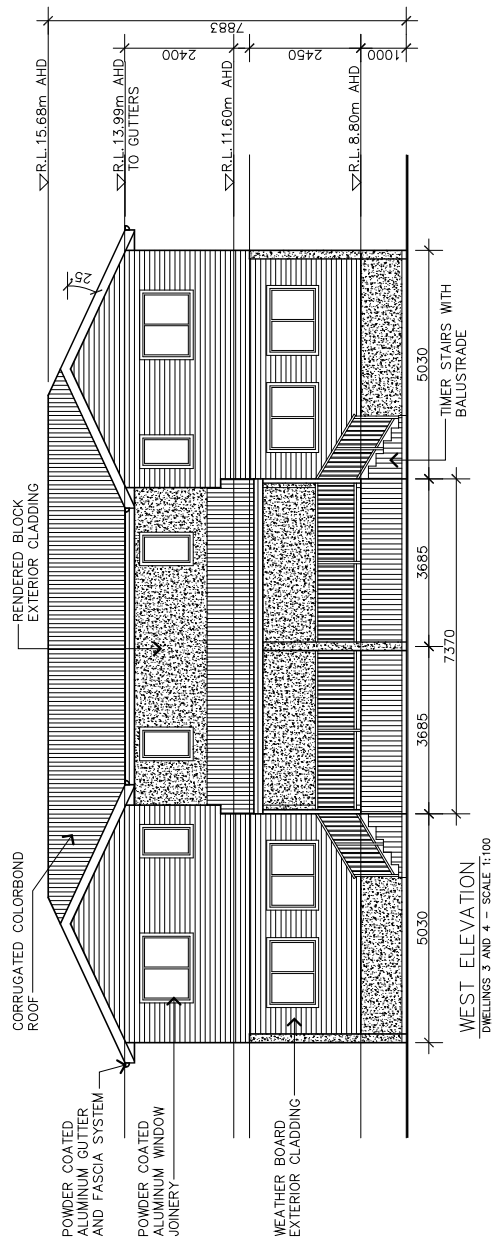 CORRUGATED COLORBOND
ROOF
RENDERED BLOCK
EXTERIOR CLADDING
25°
R.L. 15.68m AHD
R.L. 13.99m AHD
TO GUTTERS
R.L. 11.60m AHD
R.L. 8.80m AHD
7883
2400
2450
1000
POWDER COATED
ALUMINUM GUTTER
AND FASCIA SYSTEM
POWDER COATED
ALUMINUM WINDOW
JOINERY
WEATHER BOARD
EXTERIOR CLADDING
TIMER STAIRS WITH
BALUSTRADE
5030
3685
3685
5030
7370
WEST ELEVATION
DWELLINGS 3 AND 4 - SCALE 1:100